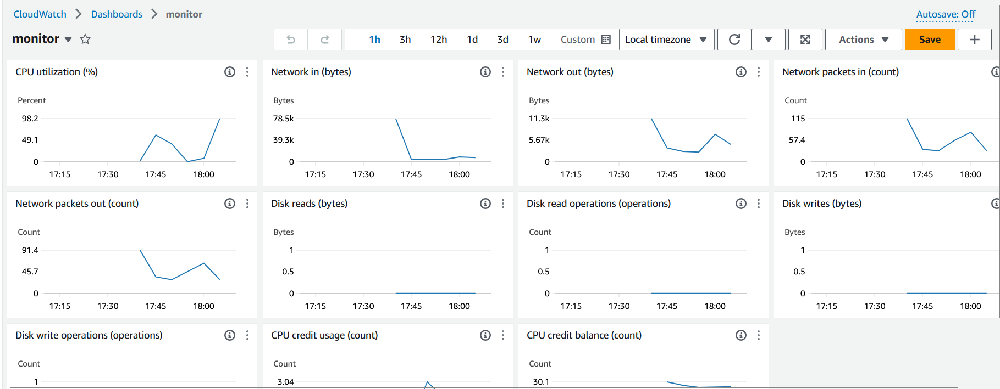 CloudWatch > Dashboards > monitor
Autosave: Off
monitor
1h 3h 12h 1d 3d 1w Custom
Local timezone
Actions
Save
CPU utilization (%)
Percent
98.2
49.1
0
17:15 17:30 17:45 18:00
Network in (bytes)
Bytes
78.5k
39.3k
0
17:15 17:30 17:45 18:00
Network out (bytes)
Bytes
11.3k
5.67k
0
17:15 17:30 17:45 18:00
Network packets in (count)
Count
115
57.4
0
17:15 17:30 17:45 18:00
Network packets out (count)
Count
91.4
45.7
0
17:15 17:30 17:45 18:00
Disk reads (bytes)
Bytes
1
0.5
0
17:15 17:30 17:45 18:00
Disk read operations (operations)
Count
1
0.5
0
17:15 17:30 17:45 18:00
Disk writes (bytes)
Bytes
1
0.5
0
17:15 17:30 17:45 18:00
Disk write operations (operations)
Count
1
CPU credit usage (count)
Count
3.04
CPU credit balance (count)
Count
30.1